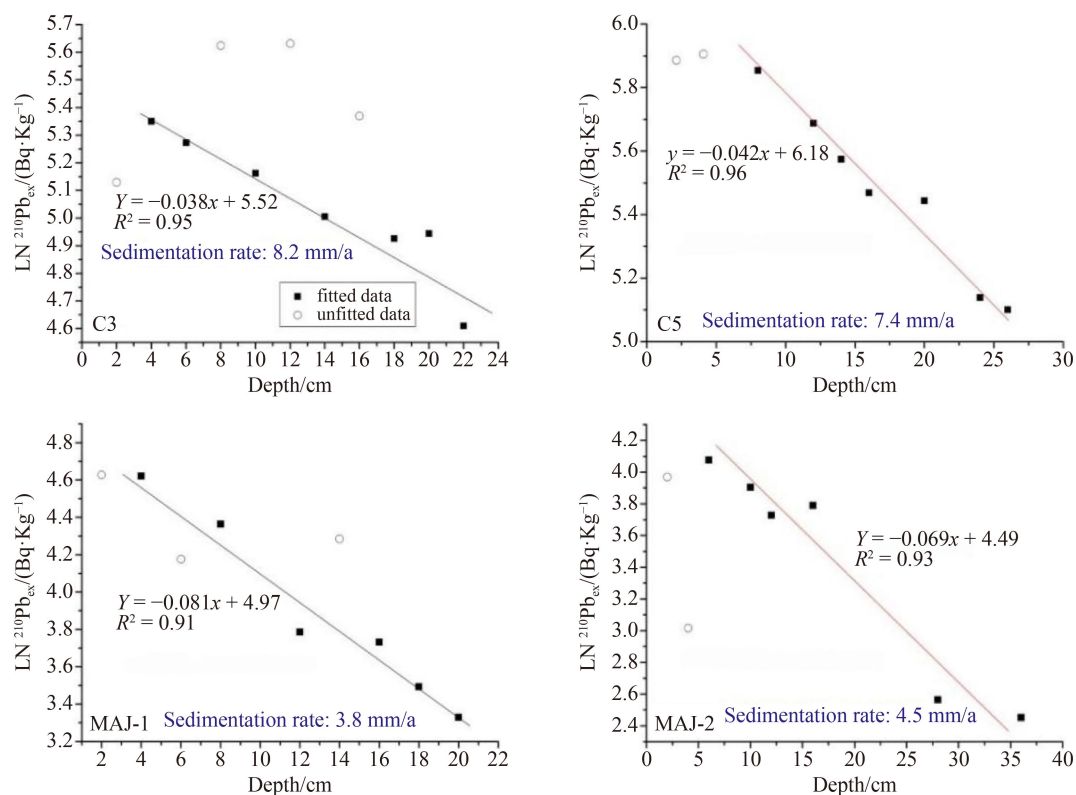 5.7
5.6
5.5
5.4
5.3
5.2
5.1
5.0
4.9
4.8
4.7
4.6
LN ²¹⁰Pbₑₓ/(Bq·Kg⁻¹)
Y = −0.038x + 5.52
R² = 0.95
Sedimentation rate: 8.2 mm/a
fitted data
unfitted data
C3
0 2 4 6 8 10 12 14 16 18 20 22 24
Depth/cm
6.0
5.8
5.6
5.4
5.2
5.0
LN ²¹⁰Pbₑₓ/(Bq·Kg⁻¹)
y = −0.042x + 6.18
R² = 0.96
C5 Sedimentation rate: 7.4 mm/a
0 5 10 15 20 25 30
Depth/cm
4.8
4.6
4.4
4.2
4.0
3.8
3.6
3.4
3.2
LN ²¹⁰Pbₑₓ/(Bq·Kg⁻¹)
Y = −0.081x + 4.97
R² = 0.91
MAJ-1 Sedimentation rate: 3.8 mm/a
2 4 6 8 10 12 14 16 18 20 22
Depth/cm
4.2
4.0
3.8
3.6
3.4
3.2
3.0
2.8
2.6
2.4
LN ²¹⁰Pbₑₓ/(Bq·Kg⁻¹)
Y = −0.069x + 4.49
R² = 0.93
MAJ-2 Sedimentation rate: 4.5 mm/a
0 5 10 15 20 25 30 35 40
Depth/cm